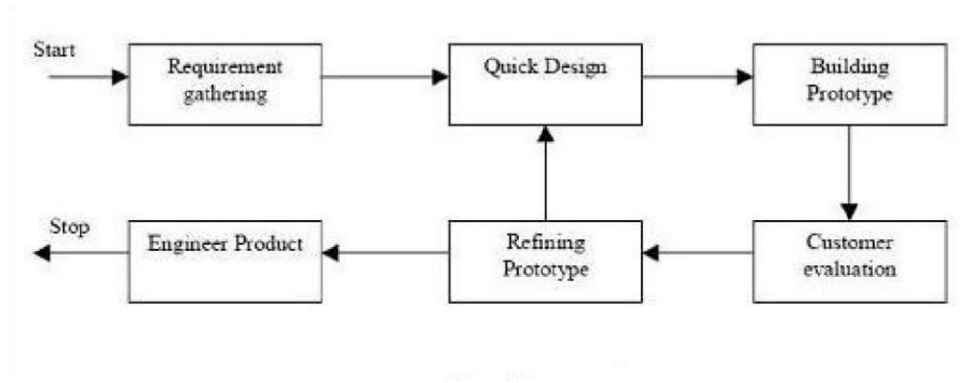 Start
Requirement
gathering
Quick Design
Building
Prototype
Stop
Engineer Product
Refining
Prototype
Customer
evaluation